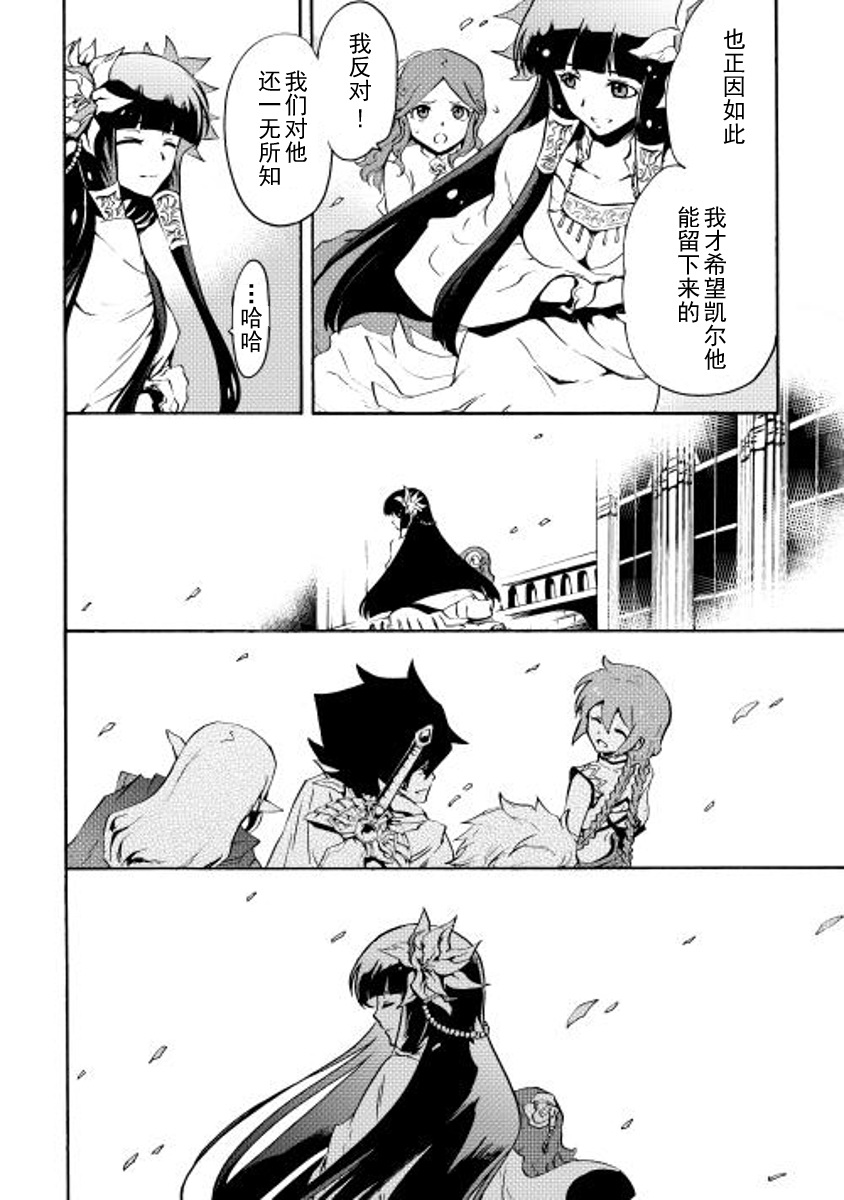 也正因如此
我才希望凯尔他
能留下来的
我反对！
我们对他
还一无所知
…哈哈